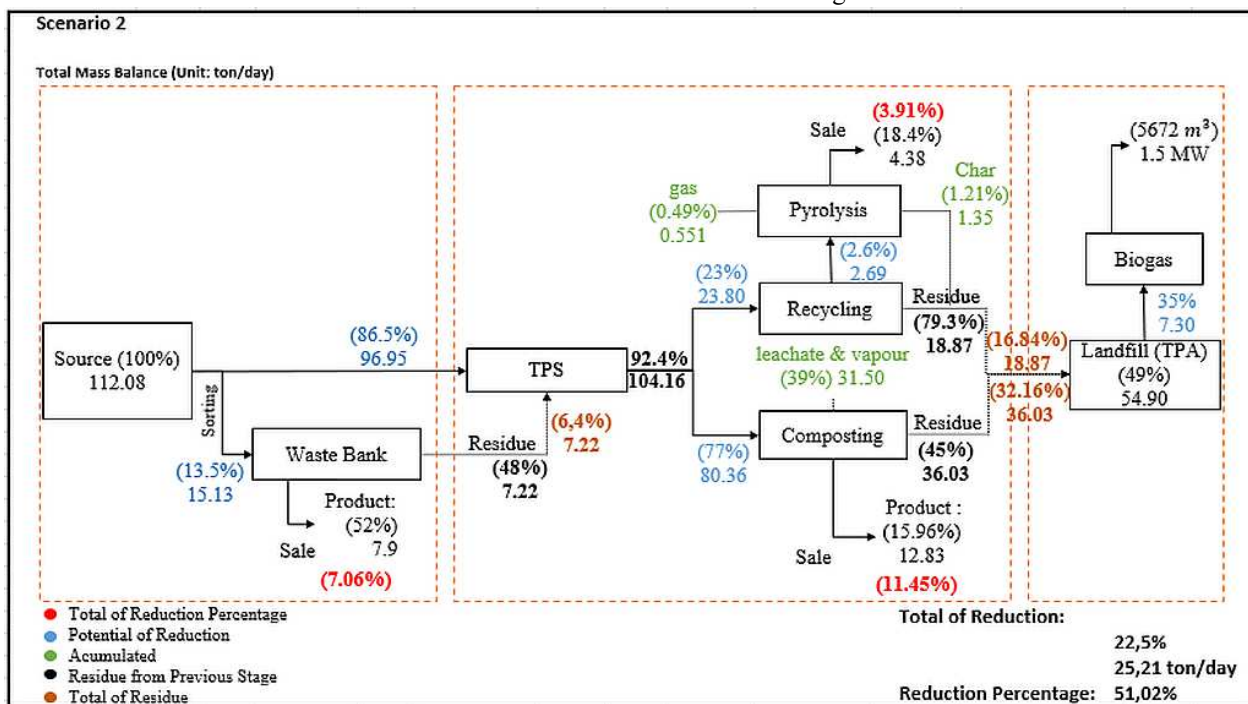 Scenario 2
Total Mass Balance (Unit: ton/day)
Source (100%)
112.08
Sorting
(86.5%)
96.95
(13.5%)
15.13
Waste Bank
Product:
(52%)
Sale 7.9
(7.06%)
Residue
(48%)
7.22
(6,4%)
7.22
TPS
92.4%
104.16
(23%)
23.80
(77%)
80.36
Sale
(3.91%)
(18.4%)
4.38
gas
(0.49%)
0.551
Pyrolysis
Char
(1.21%)
1.35
(2.6%)
2.69
Recycling
Residue
(79.3%)
18.87
leachate & vapour
(39%) 31.50
Composting
Residue
(45%)
36.03
Product :
(15.96%)
Sale 12.83
(11.45%)
(16.84%)
18.87
(32.16%)
36.03
(5672 m³)
1.5 MW
Biogas
35%
7.30
Landfill (TPA)
(49%)
54.90
Total of Reduction Percentage
Potential of Reduction
Acumulated
Residue from Previous Stage
Total of Residue
Total of Reduction:
22,5%
25,21 ton/day
Reduction Percentage: 51,02%